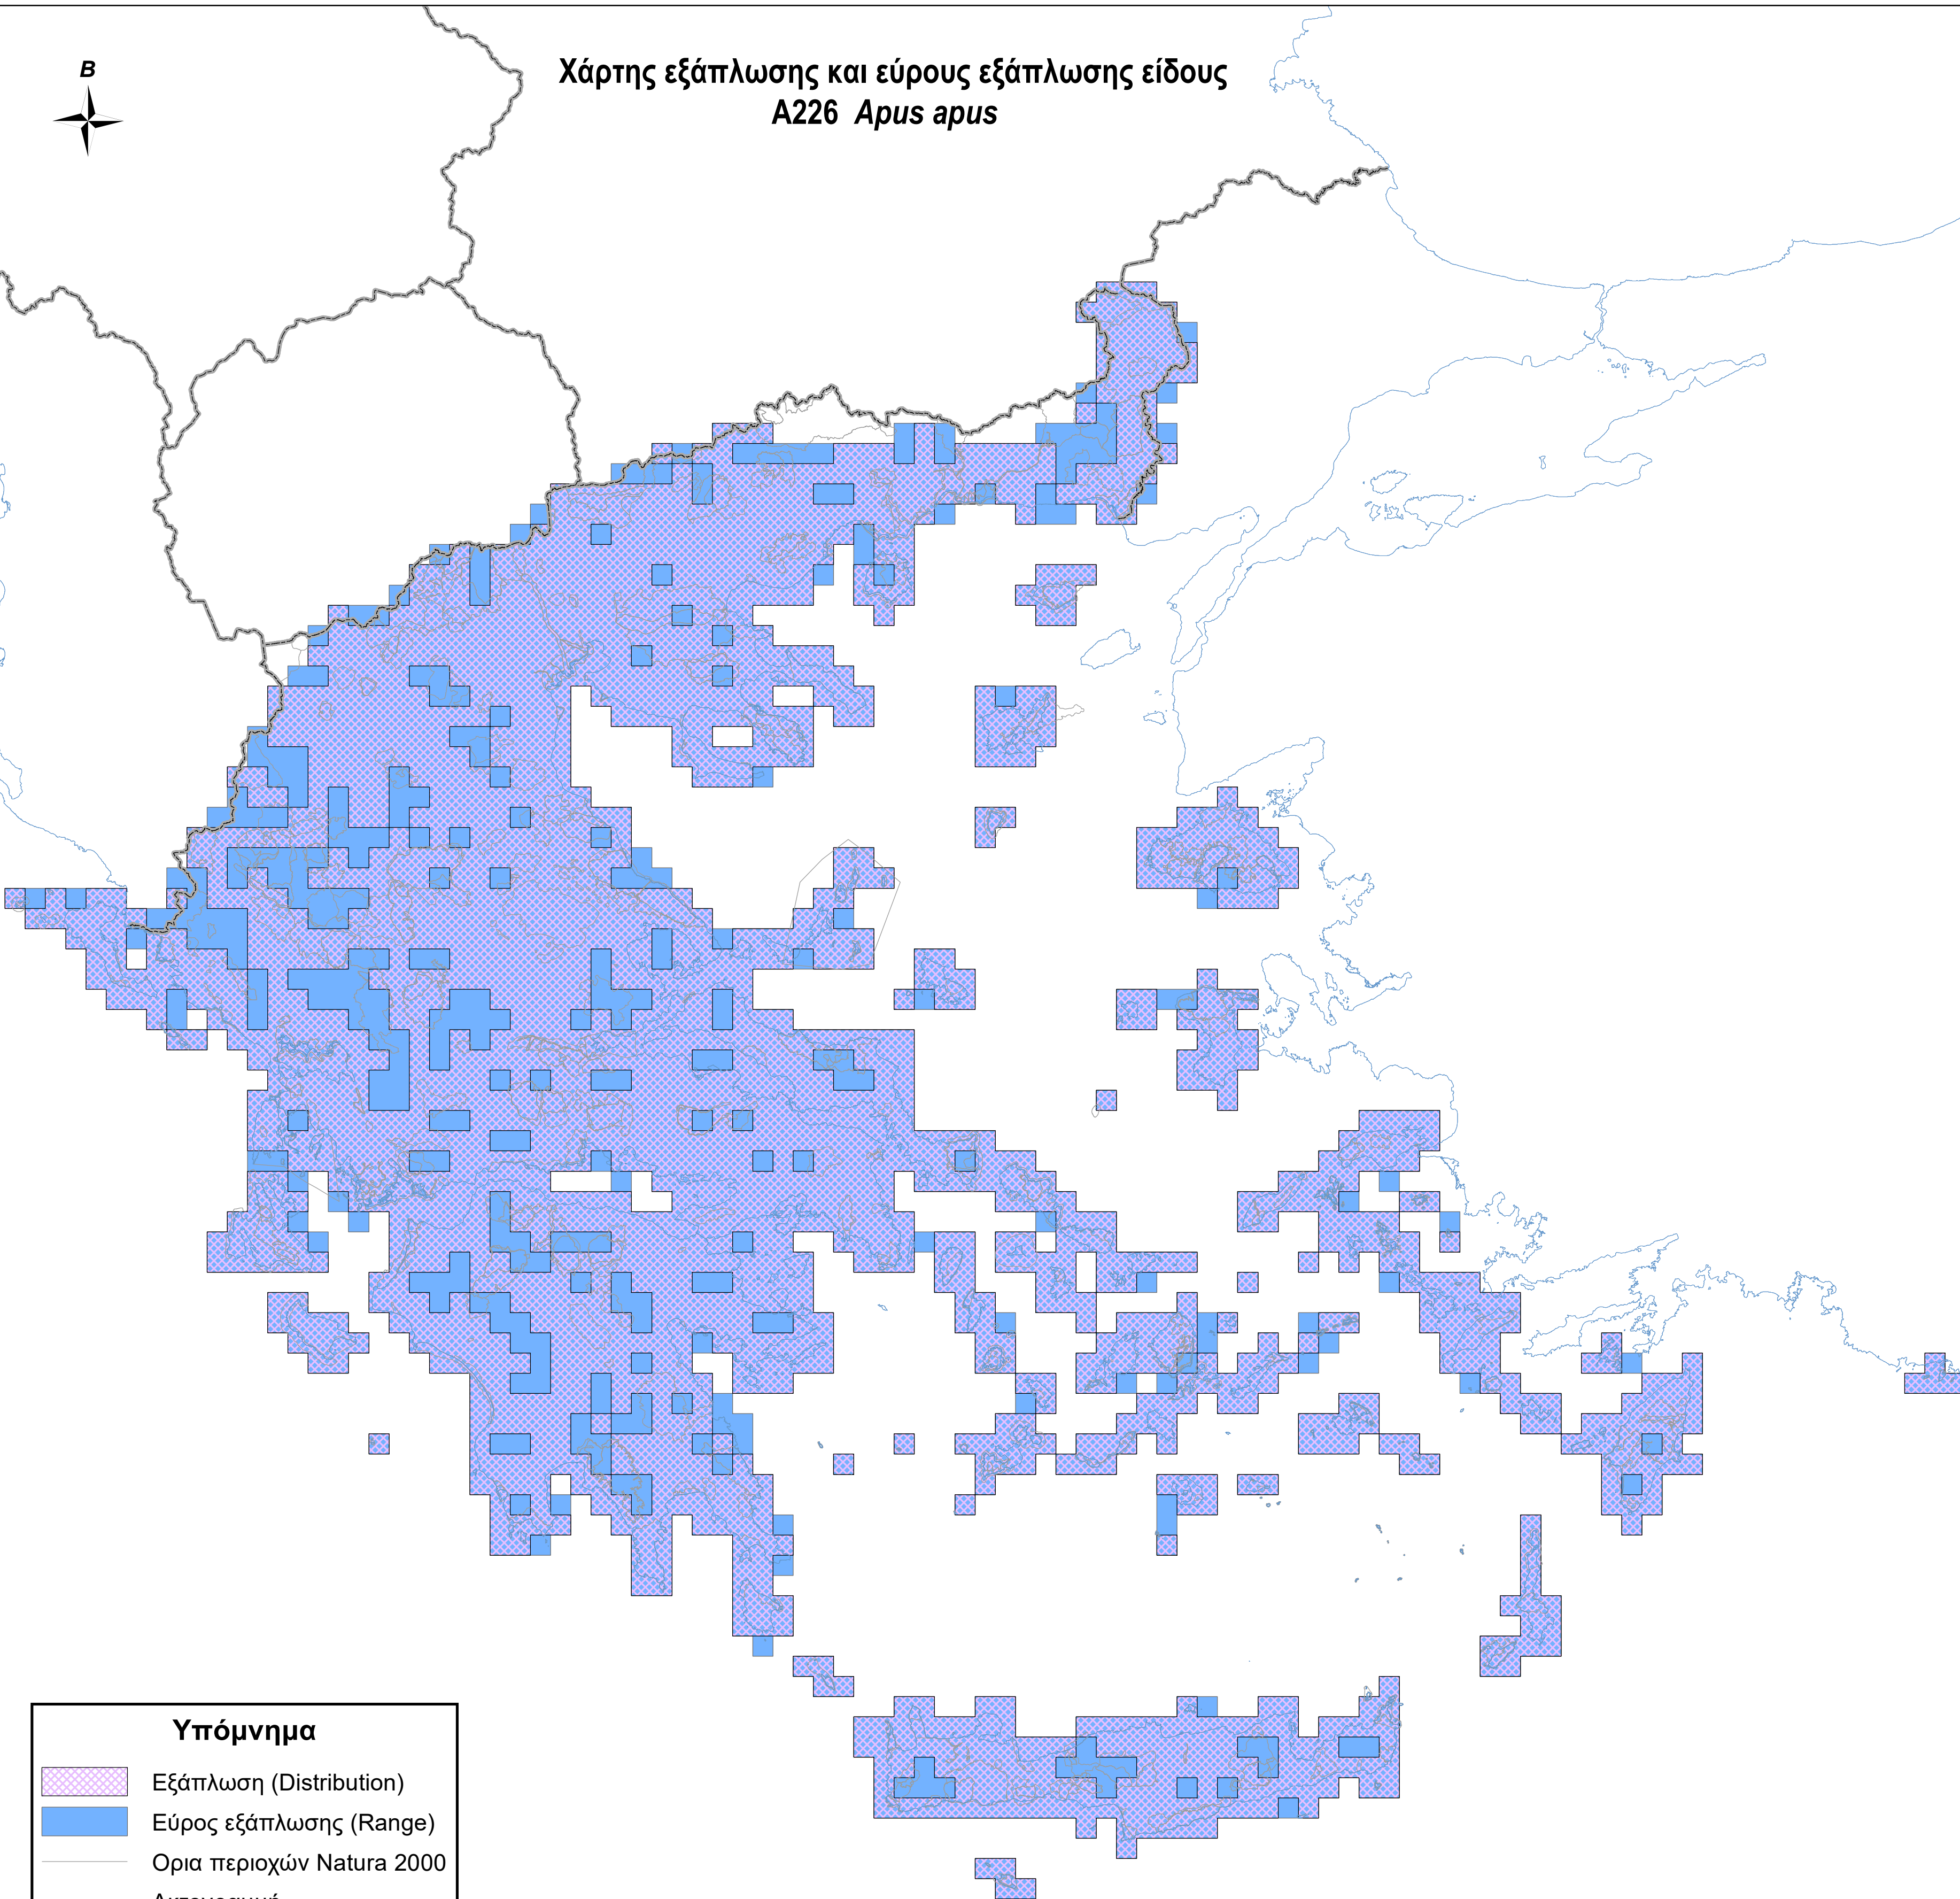 B
Χάρτης εξάπλωσης και εύρους εξάπλωσης είδους
A226 Apus apus
Υπόμνημα
Εξάπλωση (Distribution)
Εύρος εξάπλωσης (Range)
Ορια περιοχών Natura 2000